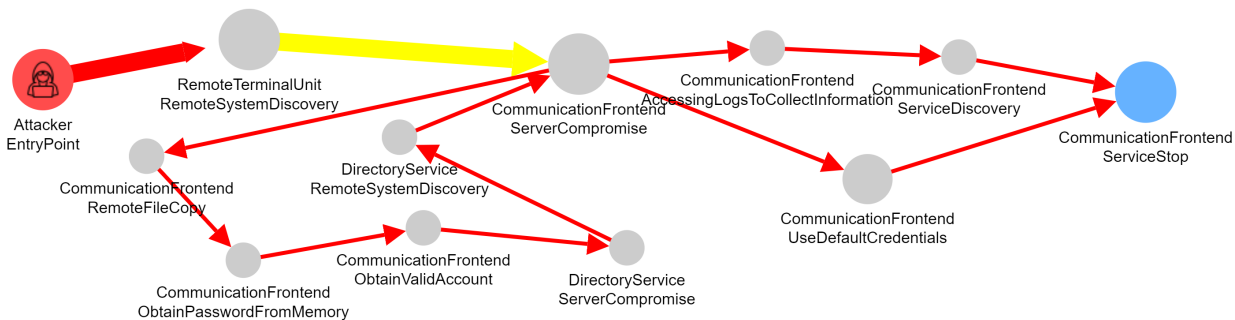 Attacker
EntryPoint
RemoteTerminalUnit
RemoteSystemDiscovery
CommunicationFrontend
ServerCompromise
CommunicationFrontend
AccessingLogsToCollectInformation
CommunicationFrontend
ServiceDiscovery
CommunicationFrontend
ServiceStop
CommunicationFrontend
RemoteFileCopy
DirectoryService
RemoteSystemDiscovery
CommunicationFrontend
UseDefaultCredentials
CommunicationFrontend
ObtainPasswordFromMemory
CommunicationFrontend
ObtainValidAccount
DirectoryService
ServerCompromise